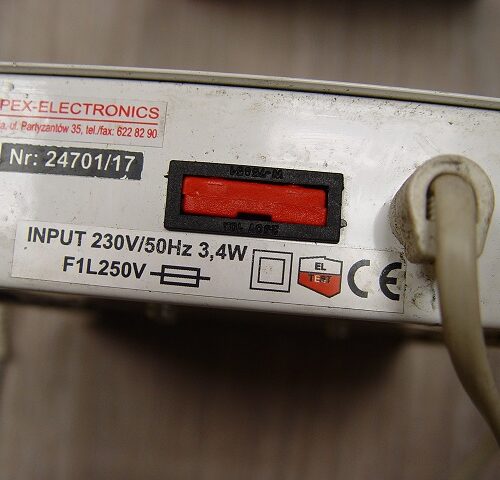 PEX-ELECTRONICS
a, ul. Partyzantów 35, tel./fax: 622 82 90
Nr: 24701/17
INPUT 230V/50Hz 3,4W
F1L250V
EL
TEST
CE